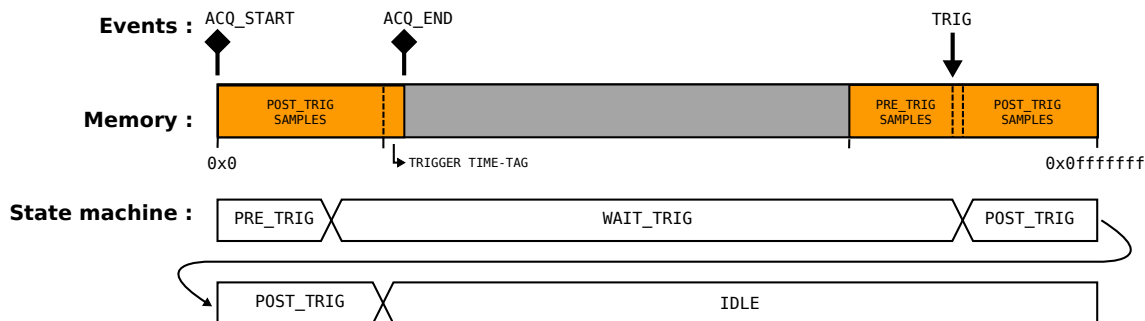 Events :
ACQ_START
ACQ_END
TRIG
Memory :
POST_TRIG
SAMPLES
PRE_TRIG
SAMPLES
POST_TRIG
SAMPLES
0x0
TRIGGER TIME-TAG
0x0fffffff
State machine :
PRE_TRIG
WAIT_TRIG
POST_TRIG
POST_TRIG
IDLE